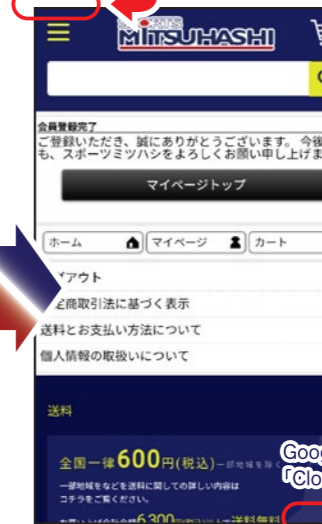 SPORTS
MITSUHASHI
会員登録完了
ご登録いただき、誠にありがとうございます。今後
も、スポーツミツハシをよろしくお願い申し上げま
マイページトップ
ホーム マイページ カート
アウト
定商取引法に基づく表示
送料とお支払い方法について
個人情報の取扱いについて
送料
全国一律600円(税込)
一部地域をなどを送料に関しての詳しい内容は
コチラをご覧ください。
Goog
「Clo